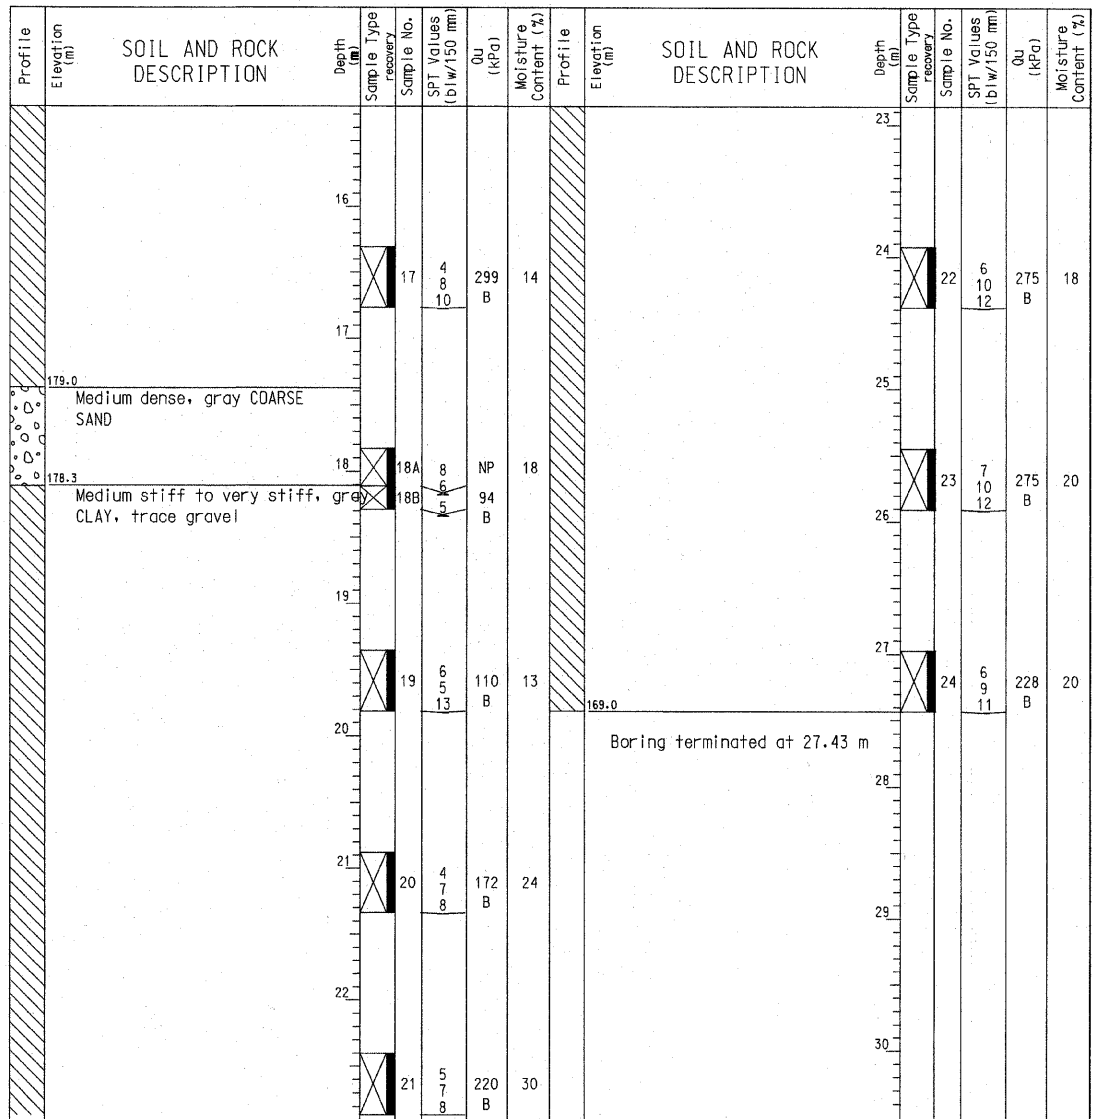 Profile
Elevation (m)
SOIL AND ROCK
DESCRIPTION
Depth (m)
Sample Type
recovery
Sample No.
SPT Values
(blw/150 mm)
Qu
(kPa)
Moisture
Content (%)
16
17 4 8 10 299 B 14
17
179.0
Medium dense, gray COARSE
SAND
18
18A 8 NP 18
178.3
6
Medium stiff to very stiff, gray
CLAY, trace gravel
18B 5 94 B
19
19 6 5 13 110 B 13
20
21
20 4 7 8 172 B 24
22
21 5 7 8 220 B 30
Profile
Elevation (m)
SOIL AND ROCK
DESCRIPTION
Depth (m)
Sample Type
recovery
Sample No.
SPT Values
(blw/150 mm)
Qu
(kPa)
Moisture
Content (%)
23
24
22 6 10 12 275 B 18
25
23 7 10 12 275 B 20
26
27
24 6 9 11 228 B 20
169.0
Boring terminated at 27.43 m
28
29
30